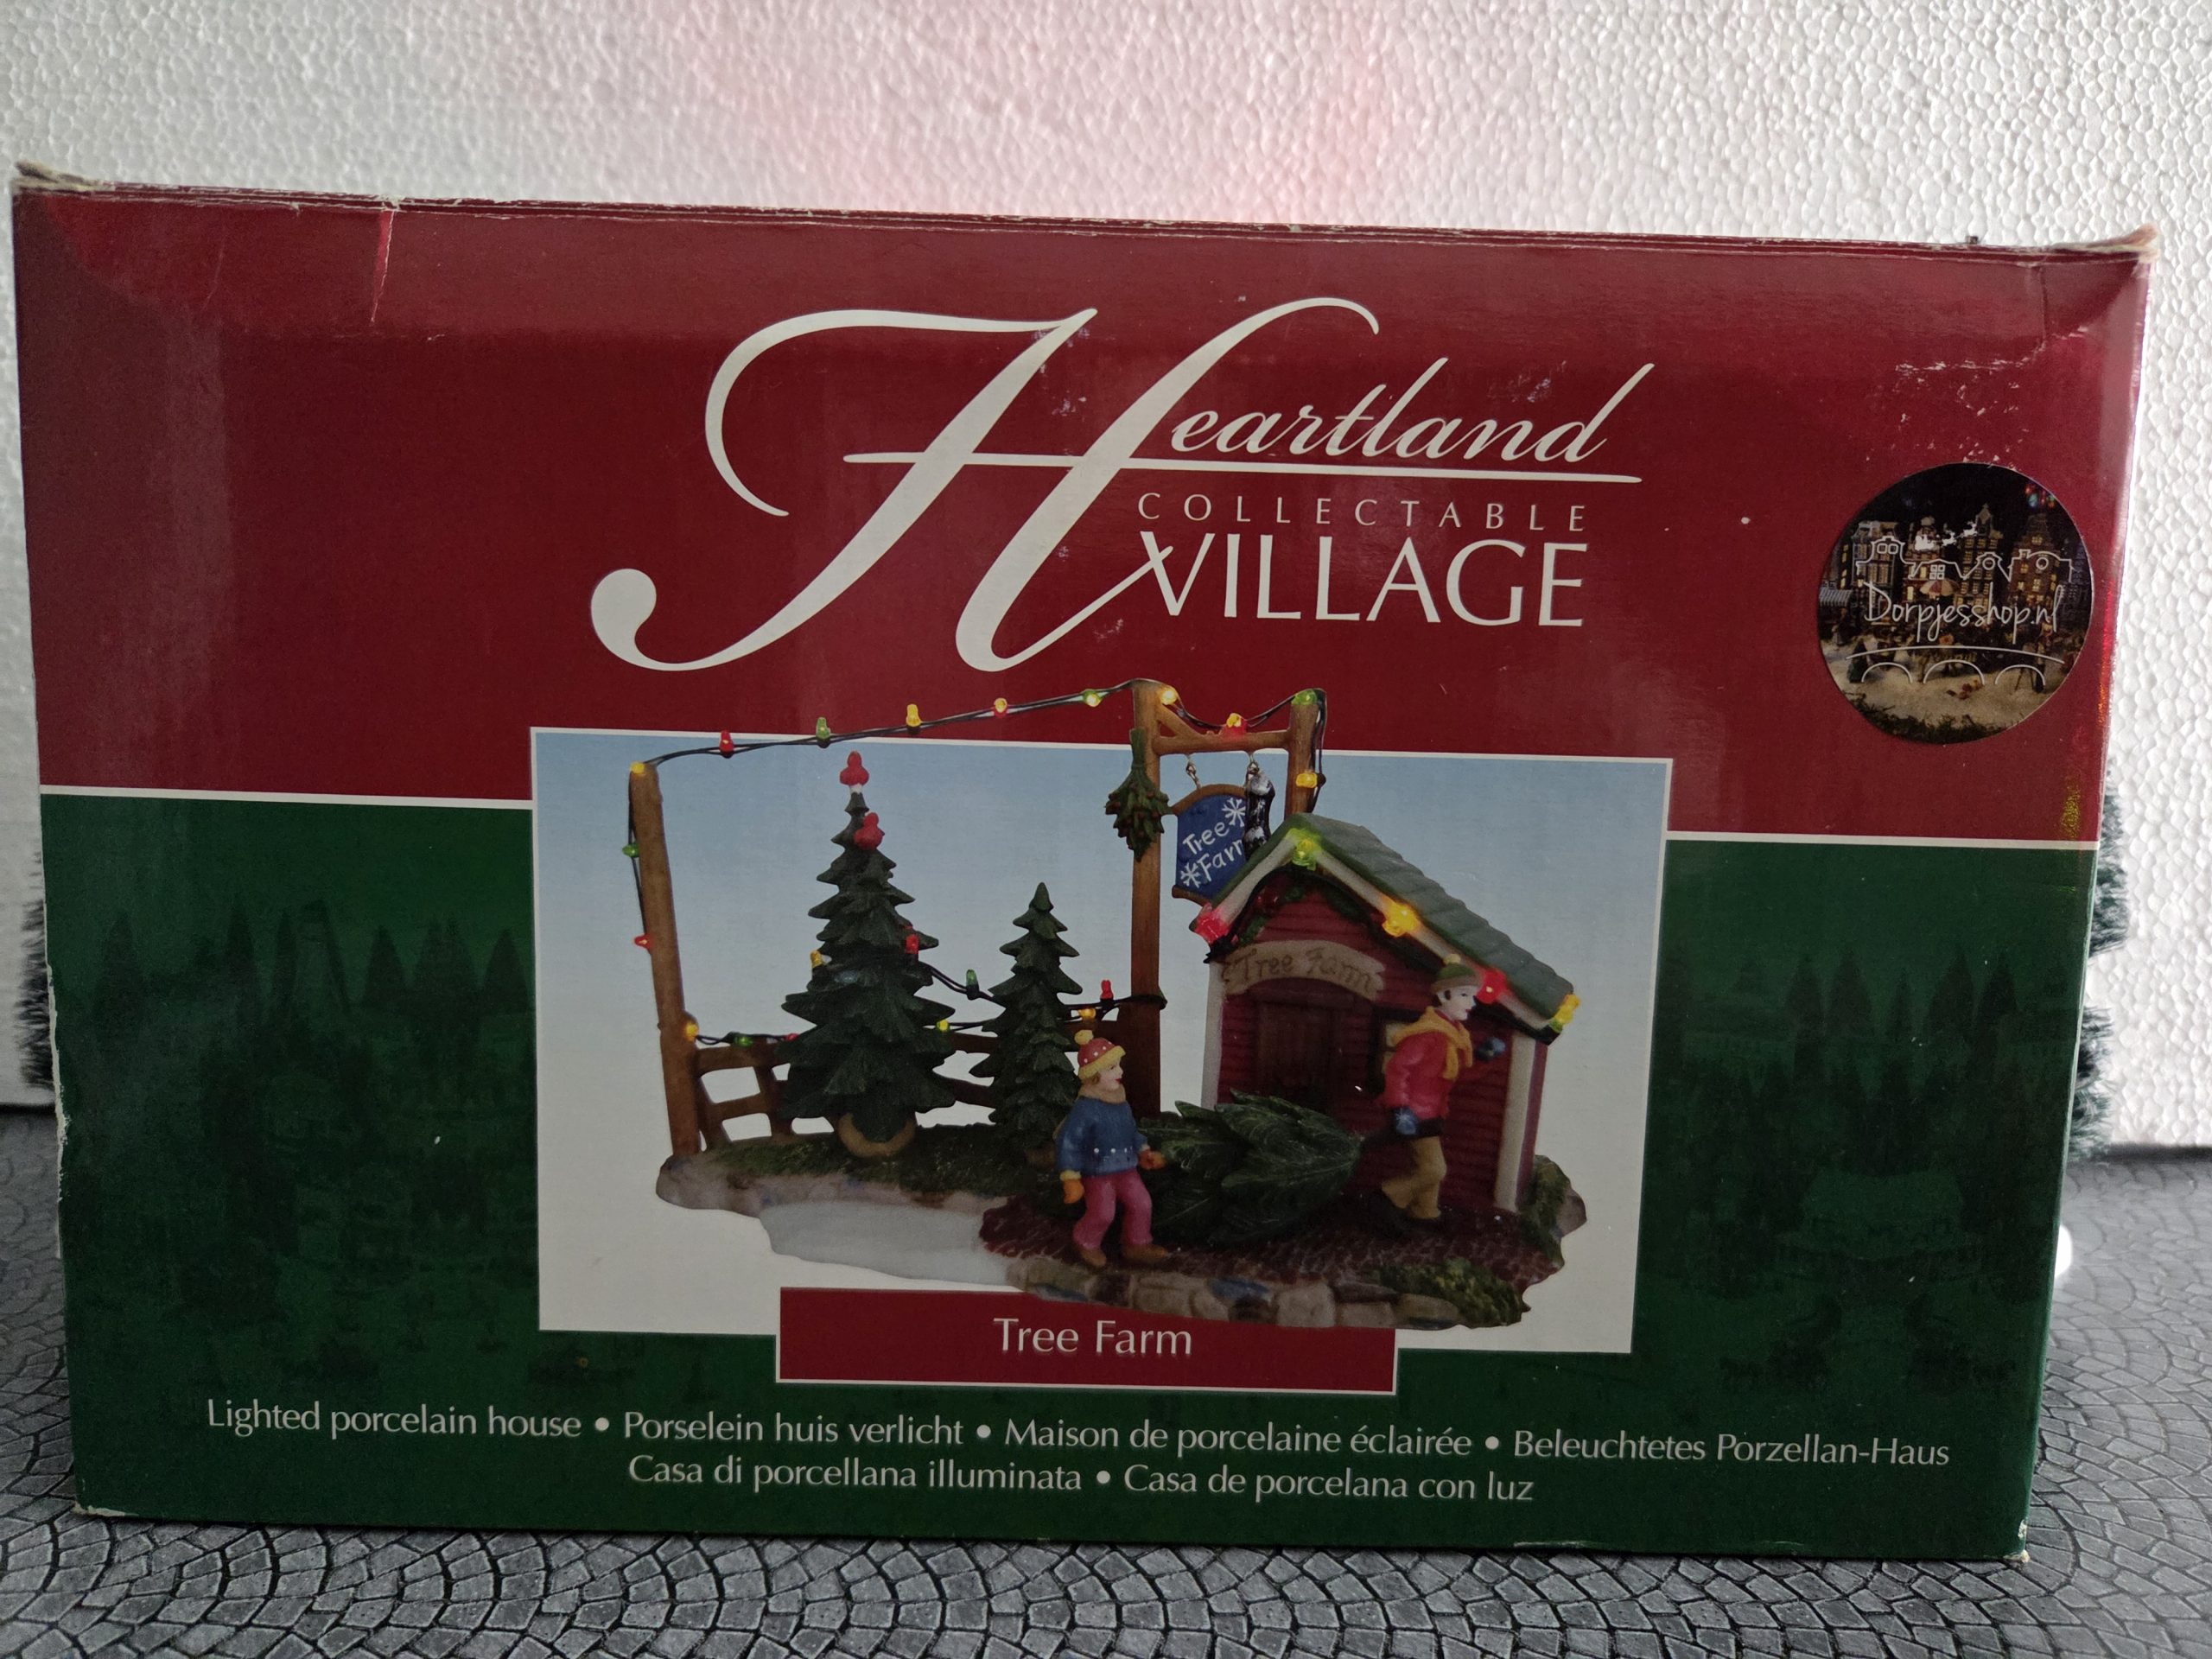 Heartland
COLLECTABLE
VILLAGE
Dorpjesshop.nl
Tree
Farm
Tree Farm
Tree Farm
Lighted porcelain house • Porselein huis verlicht • Maison de porcelaine éclairée • Beleuchtetes Porzellan-Haus
Casa di porcellana illuminata • Casa de porcelana con luz